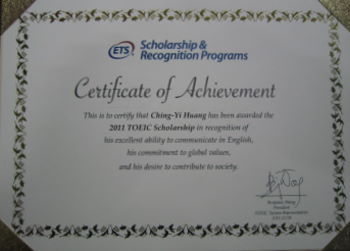 ETS
Scholarship &
Recognition Programs
Certificate of Achievement
This is to certify that Ching-Yi Huang has been awarded the
2011 TOEIC Scholarship in recognition of
his excellent ability to communicate in English,
his commitment to global values,
and his desire to contribute to society.
President